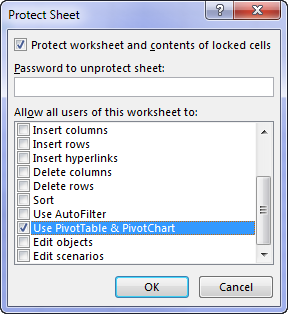 Protect Sheet
Protect worksheet and contents of locked cells
Password to unprotect sheet:
Allow all users of this worksheet to:
Insert columns
Insert rows
Insert hyperlinks
Delete columns
Delete rows
Sort
Use AutoFilter
Use PivotTable & PivotChart
Edit objects
Edit scenarios
OK Cancel